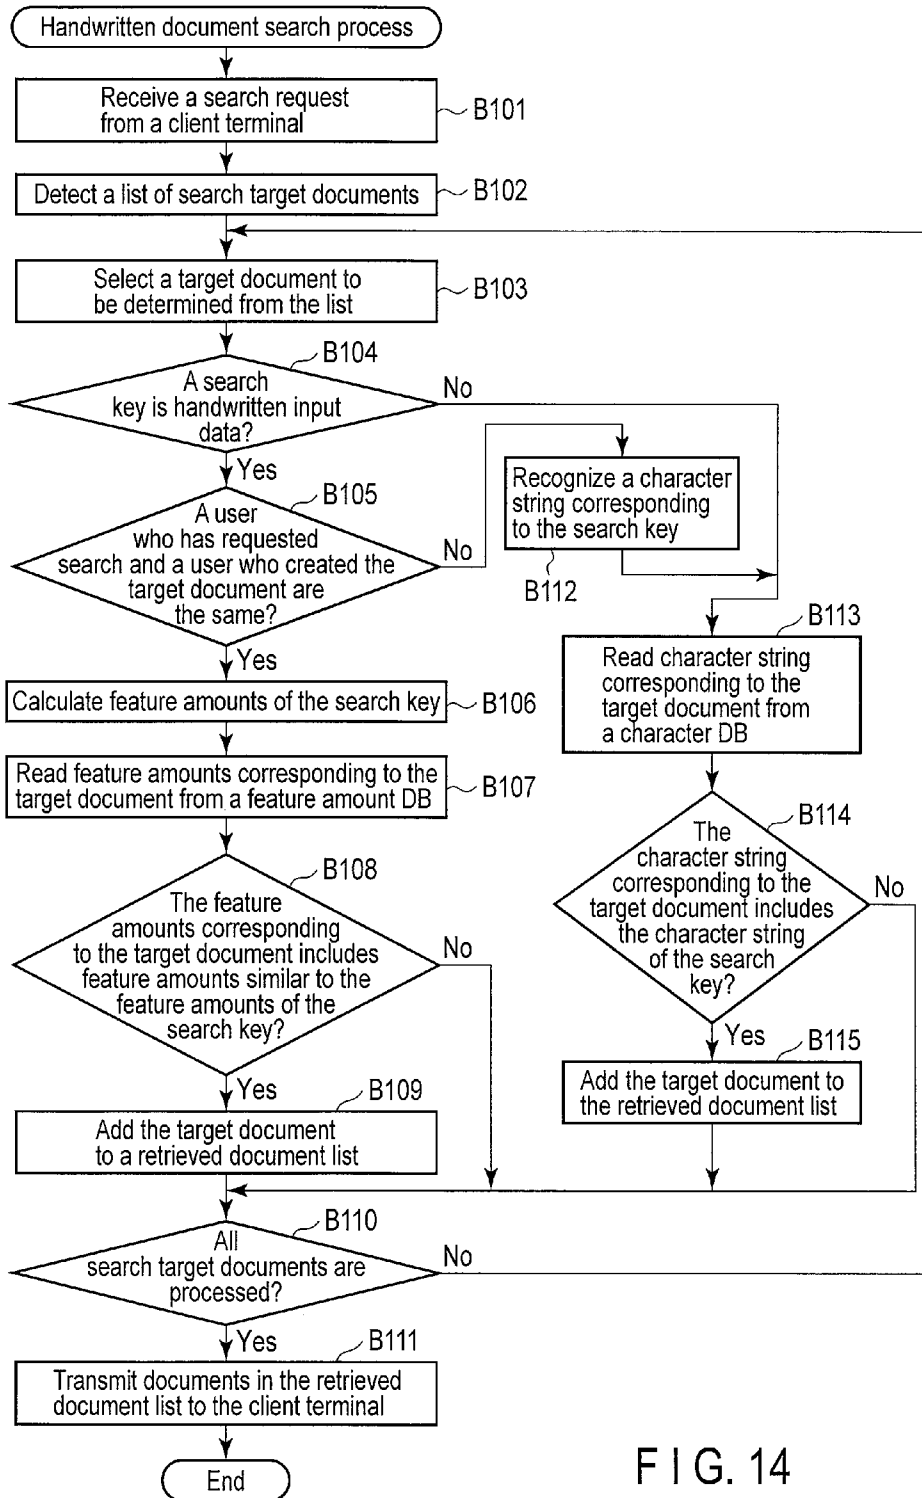 Handwritten document search process
Receive a search request
from a client terminal
B101
Detect a list of search target documents
B102
Select a target document to
be determined from the list
B103
B104
A search
key is handwritten input
data?
No
Yes
B105
A user
who has requested
search and a user who created the
target document are
the same?
No
Yes
Recognize a character
string corresponding
to the search key
B112
B113
Read character string
corresponding to the
target document from
a character DB
Calculate feature amounts of the search key
B106
Read feature amounts corresponding to the
target document from a feature amount DB
B107
B108
The feature
amounts corresponding
to the target document includes
feature amounts similar to the
feature amounts of the
search key?
No
Yes
B114
The
character string
corresponding to the
target document includes
the character string
of the search
key?
No
Yes
B115
Add the target document to
the retrieved document list
B109
Add the target document
to a retrieved document list
B110
All
search target documents are
processed?
No
Yes
B111
Transmit documents in the retrieved
document list to the client terminal
End
FIG. 14